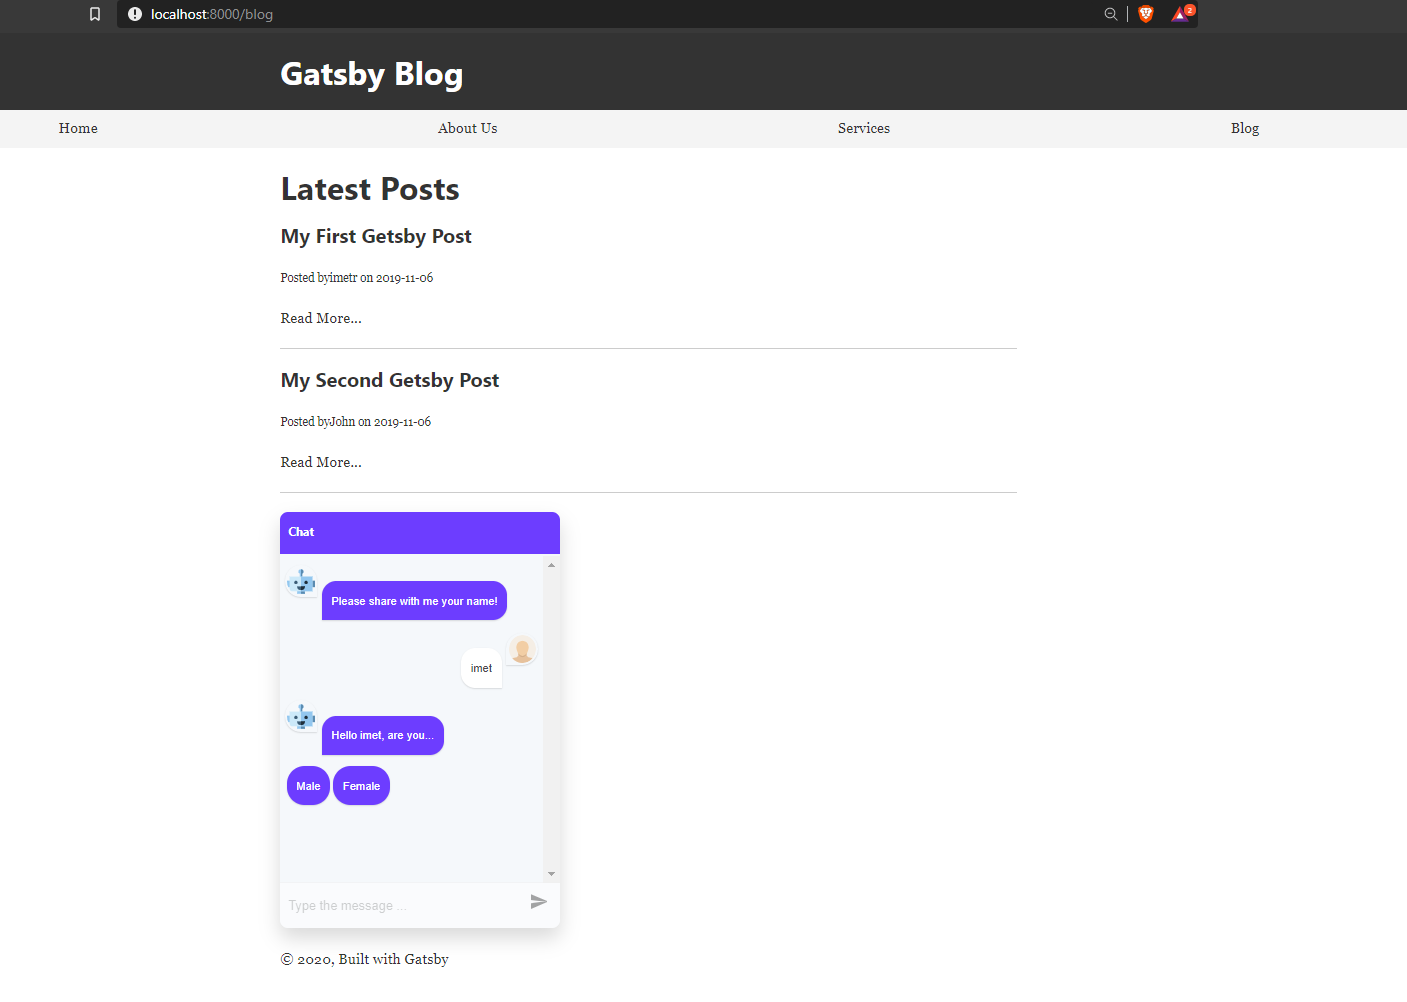 localhost:8000/blog
2
Gatsby Blog
Home About Us Services Blog
Latest Posts
My First Getsby Post
Posted byimetr on 2019-11-06
Read More...
My Second Getsby Post
Posted byJohn on 2019-11-06
Read More...
Chat
Please share with me your name!
imet
Hello imet, are you...
Male Female
Type the message ...
© 2020, Built with Gatsby